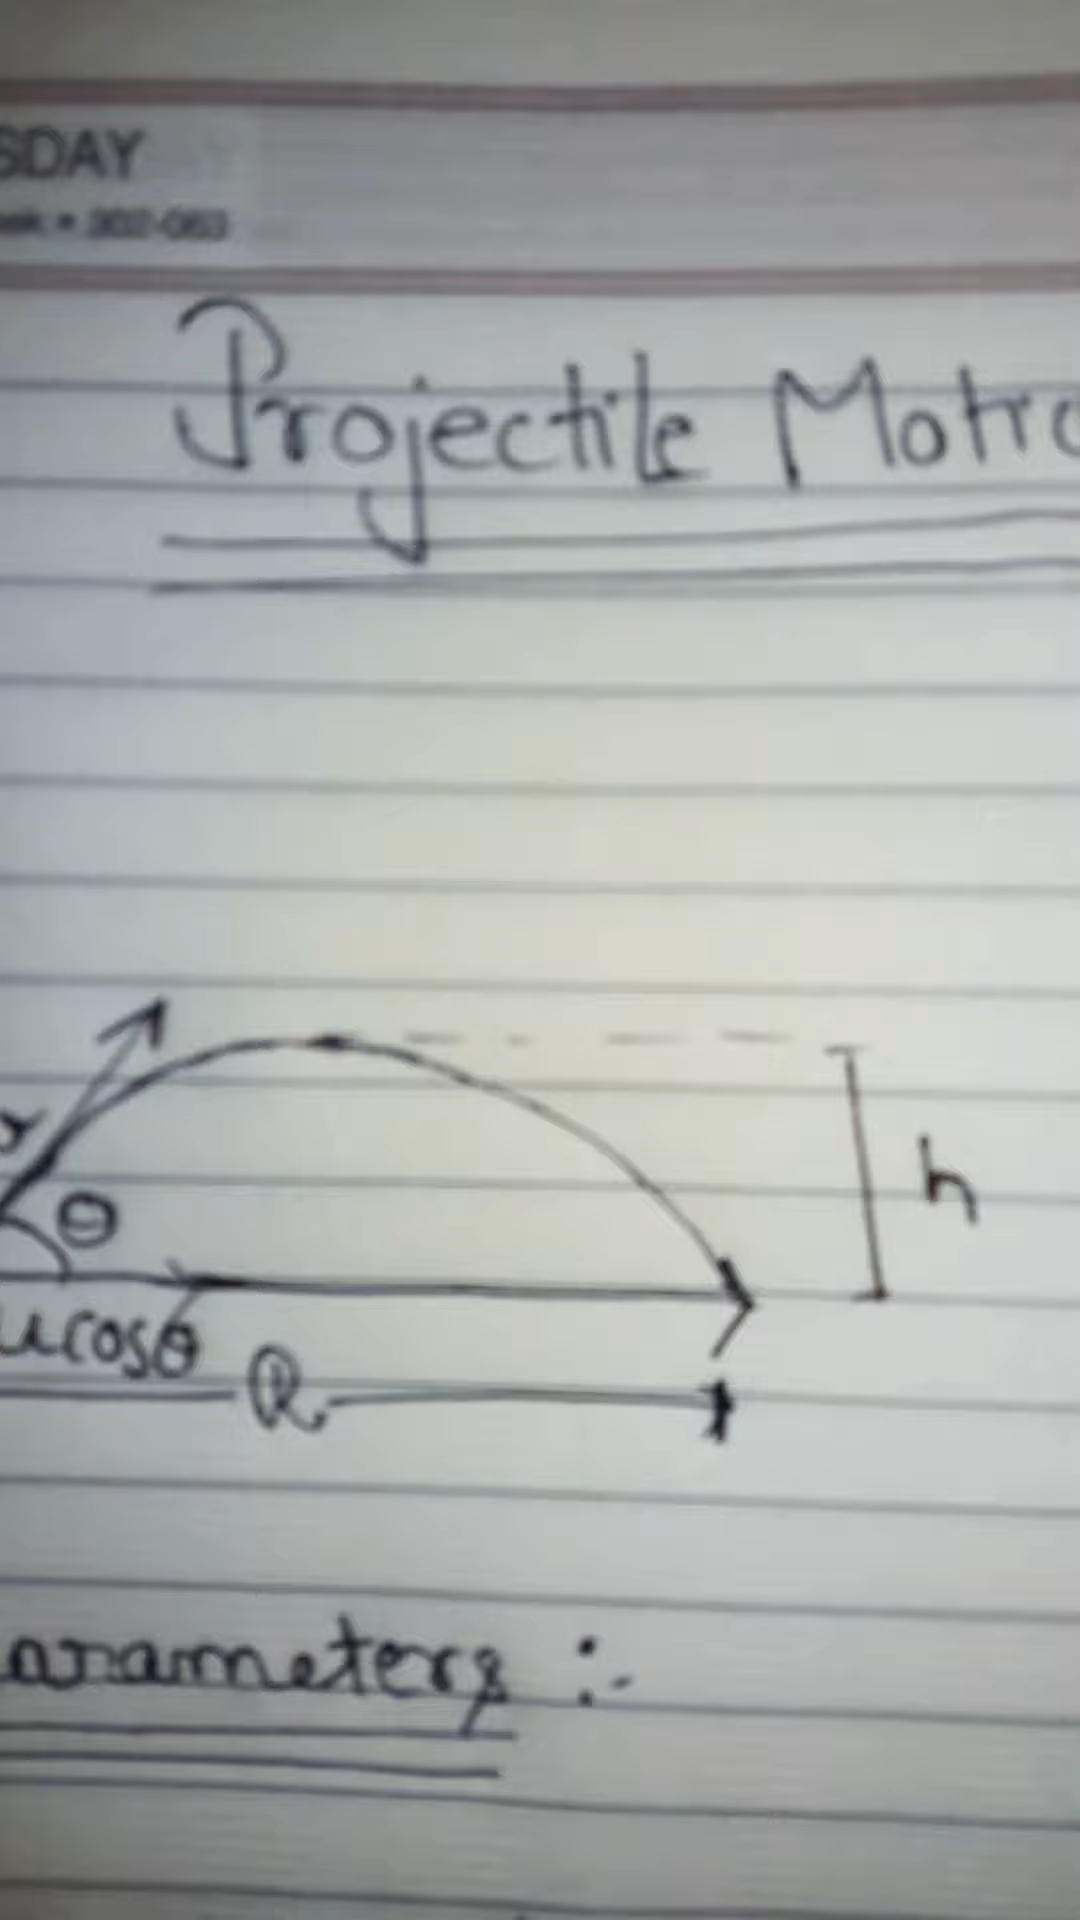 SDAY
Projectile Motio
θ
h
ucosθ
R
arameters :-